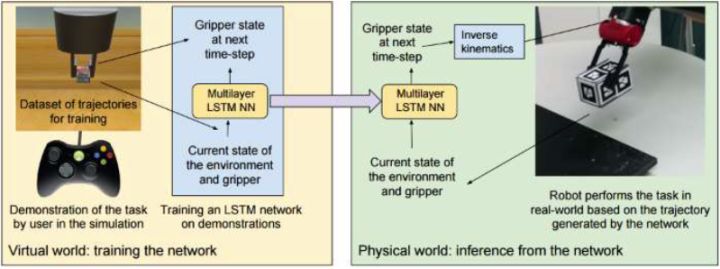 Dataset of trajectories
for training
Demonstration of the task
by user in the simulation
Gripper state
at next
time-step
Multilayer
LSTM NN
Current state of
the environment
and gripper
Training an LSTM network
on demonstrations
Virtual world: training the network
Gripper state
at next
time-step
Inverse
kinematics
Multilayer
LSTM NN
Current state of
the environment
and gripper
Robot performs the task in
real-world based on the trajectory
generated by the network
Physical world: inference from the network